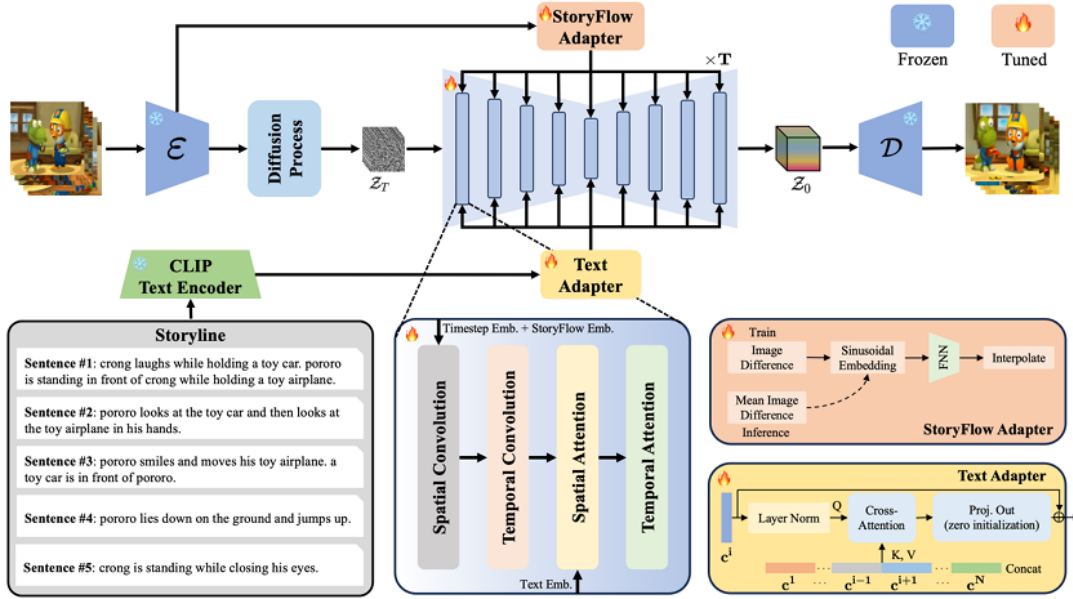 StoryFlow
Adapter
× T
Frozen
Tuned
ℰ
Diffusion
Process
𝒵_T
𝒵_0
𝒟
CLIP
Text Encoder
Text
Adapter
Storyline
Sentence #1: crong laughs while holding a toy car. pororo
is standing in front of crong while holding a toy airplane.
Sentence #2: pororo looks at the toy car and then looks at
the toy airplane in his hands.
Sentence #3: pororo smiles and moves his toy airplane. a
toy car is in front of pororo.
Sentence #4: pororo lies down on the ground and jumps up.
Sentence #5: crong is standing while closing his eyes.
Timestep Emb. + StoryFlow Emb.
Spatial Convolution
Temporal Convolution
Spatial Attention
Temporal Attention
Text Emb.
Train
Image
Difference
Sinusoidal
Embedding
FNN
Interpolate
Mean Image
Difference
Inference
StoryFlow Adapter
Text Adapter
c^i
Layer Norm
Q
Cross-
Attention
Proj. Out
(zero initialization)
K, V
c^1 ... c^{i-1} c^{i+1} ... c^N
Concat